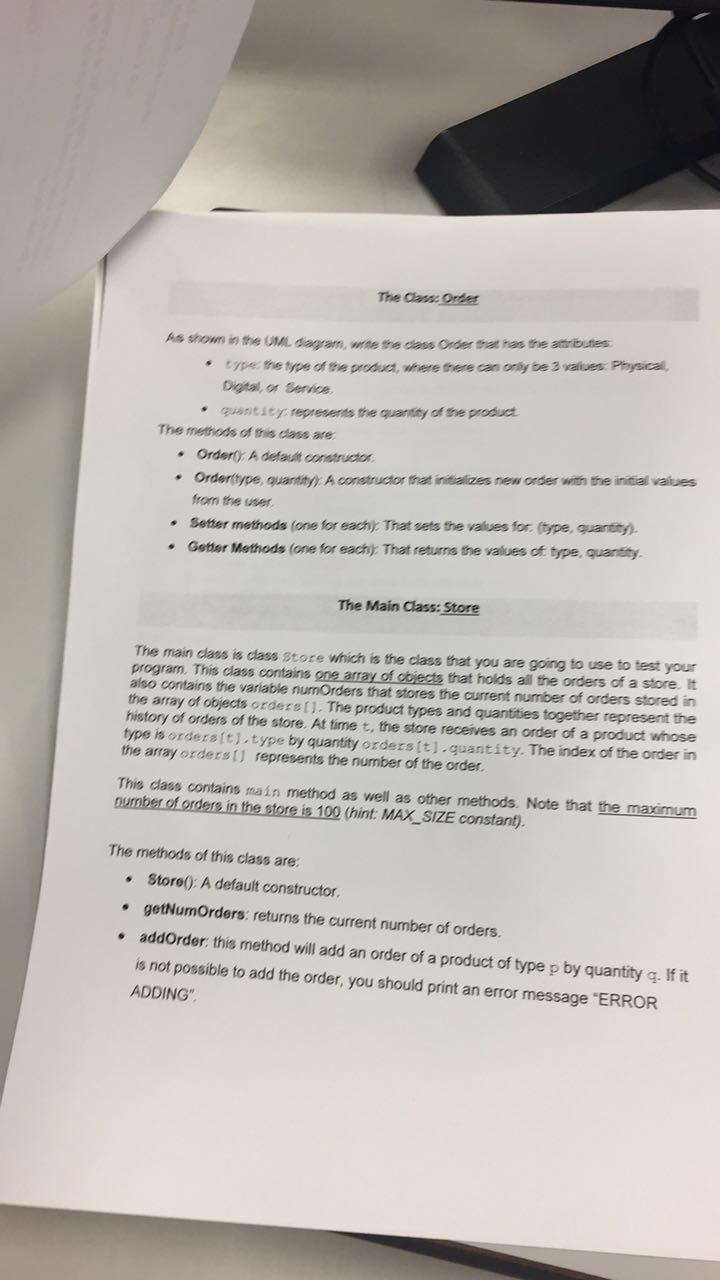 The Class: Order
As shown in the UML diagram, write the class Order that has the attributes:
• type: the type of the product, where there can only be 3 values: Physical,
Digital, or Service.
• quantity: represents the quantity of the product.
The methods of this class are:
• Order(): A default constructor.
• Order(type, quantity): A constructor that initializes new order with the initial values
from the user.
• Setter methods (one for each): That sets the values for: (type, quantity).
• Getter Methods (one for each): That returns the values of: type, quantity.
The Main Class: Store
The main class is class Store which is the class that you are going to use to test your
program. This class contains one array of objects that holds all the orders of a store. It
also contains the variable numOrders that stores the current number of orders stored in
the array of objects orders[]. The product types and quantities together represent the
history of orders of the store. At time t, the store receives an order of a product whose
type is orders[t].type by quantity orders[t].quantity. The index of the order in
the array orders[] represents the number of the order.
This class contains main method as well as other methods. Note that the maximum
number of orders in the store is 100 (hint: MAX_SIZE constant).
The methods of this class are:
• Store(): A default constructor.
• getNumOrders: returns the current number of orders.
• addOrder: this method will add an order of a product of type p by quantity q. If it
is not possible to add the order, you should print an error message "ERROR
ADDING".